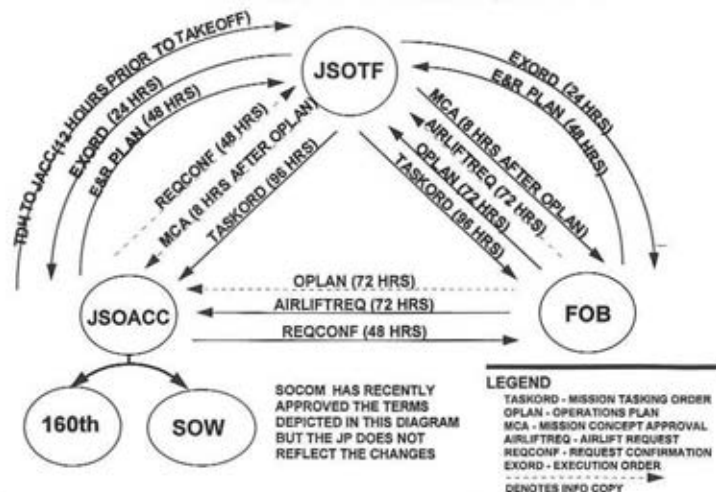 TDH TO JACC(1-2 HOURS PRIOR TO TAKEOFF)
EXORD (24 HRS)
E&R PLAN (48 HRS)
JSOTF
EXORD (24 HRS)
E&R PLAN (48 HRS)
REQCONF (48 HRS)
MCA (8 HRS AFTER OPLAN)
TASKORD (96 HRS)
MCA (8 HRS AFTER OPLAN)
AIRLIFTREQ (72 HRS)
OPLAN (72 HRS)
TASKORD (96 HRS)
JSOACC
OPLAN (72 HRS)
AIRLIFTREQ (72 HRS)
REQCONF (48 HRS)
FOB
160th
SOW
SOCOM HAS RECENTLY
APPROVED THE TERMS
DEPICTED IN THIS DIAGRAM
BUT THE JP DOES NOT
REFLECT THE CHANGES
LEGEND
TASKORD - MISSION TASKING ORDER
OPLAN - OPERATIONS PLAN
MCA - MISSION CONCEPT APPROVAL
AIRLIFTREQ - AIRLIFT REQUEST
REQCONF - REQUEST CONFIRMATION
EXORD - EXECUTION ORDER
DENOTES INFO COPY